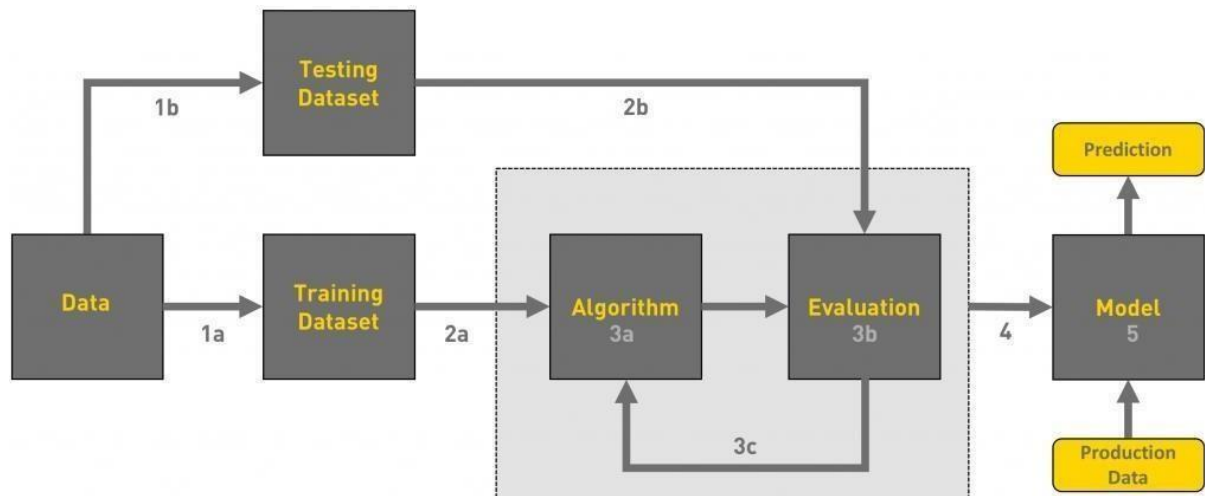 Testing
Dataset
1b
2b
Prediction
Data
Training
Dataset
Algorithm
3a
Evaluation
3b
Model
5
1a
2a
4
3c
Production
Data